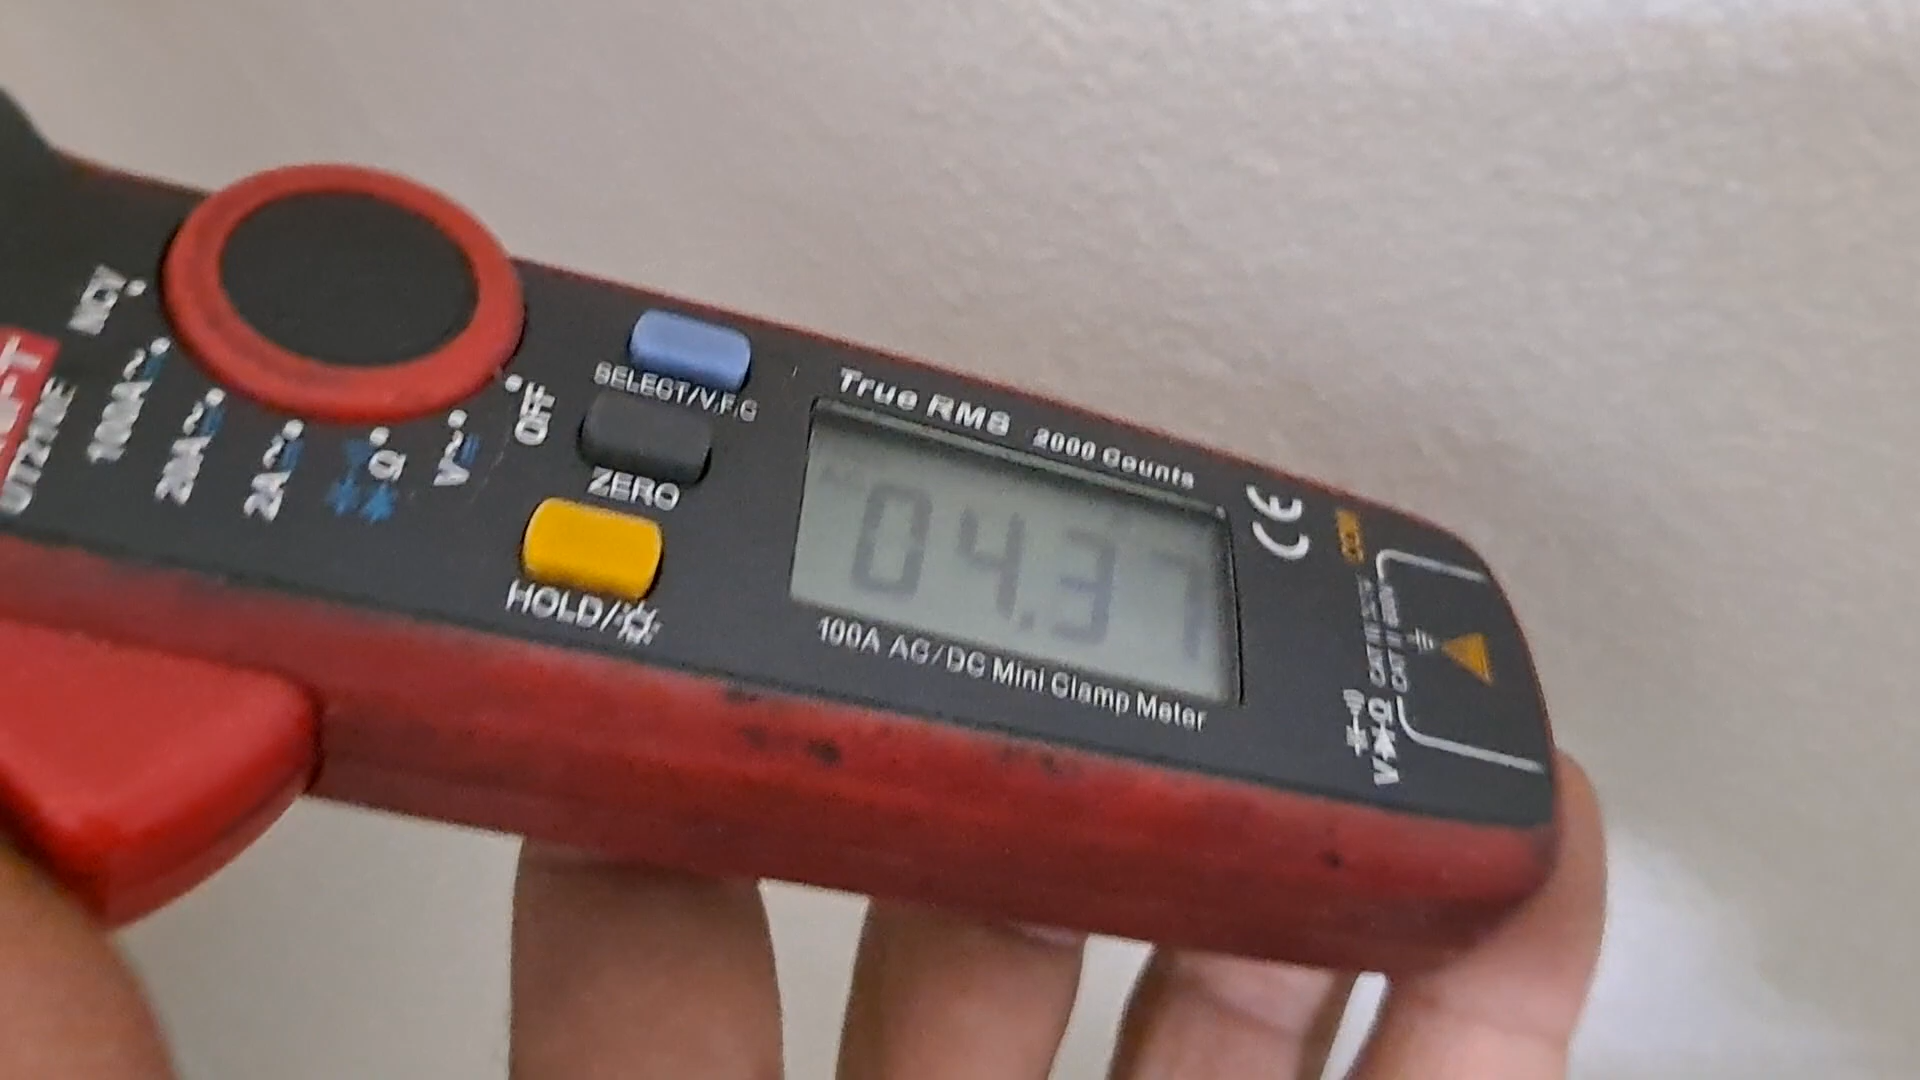 NCV
100A
20A
2A
Ω
V
OFF
UT210E
SELECT/V.F.C
ZERO
HOLD/
True RMS 2000 Counts
04.37
100A AC/DC Mini Clamp Meter
CE